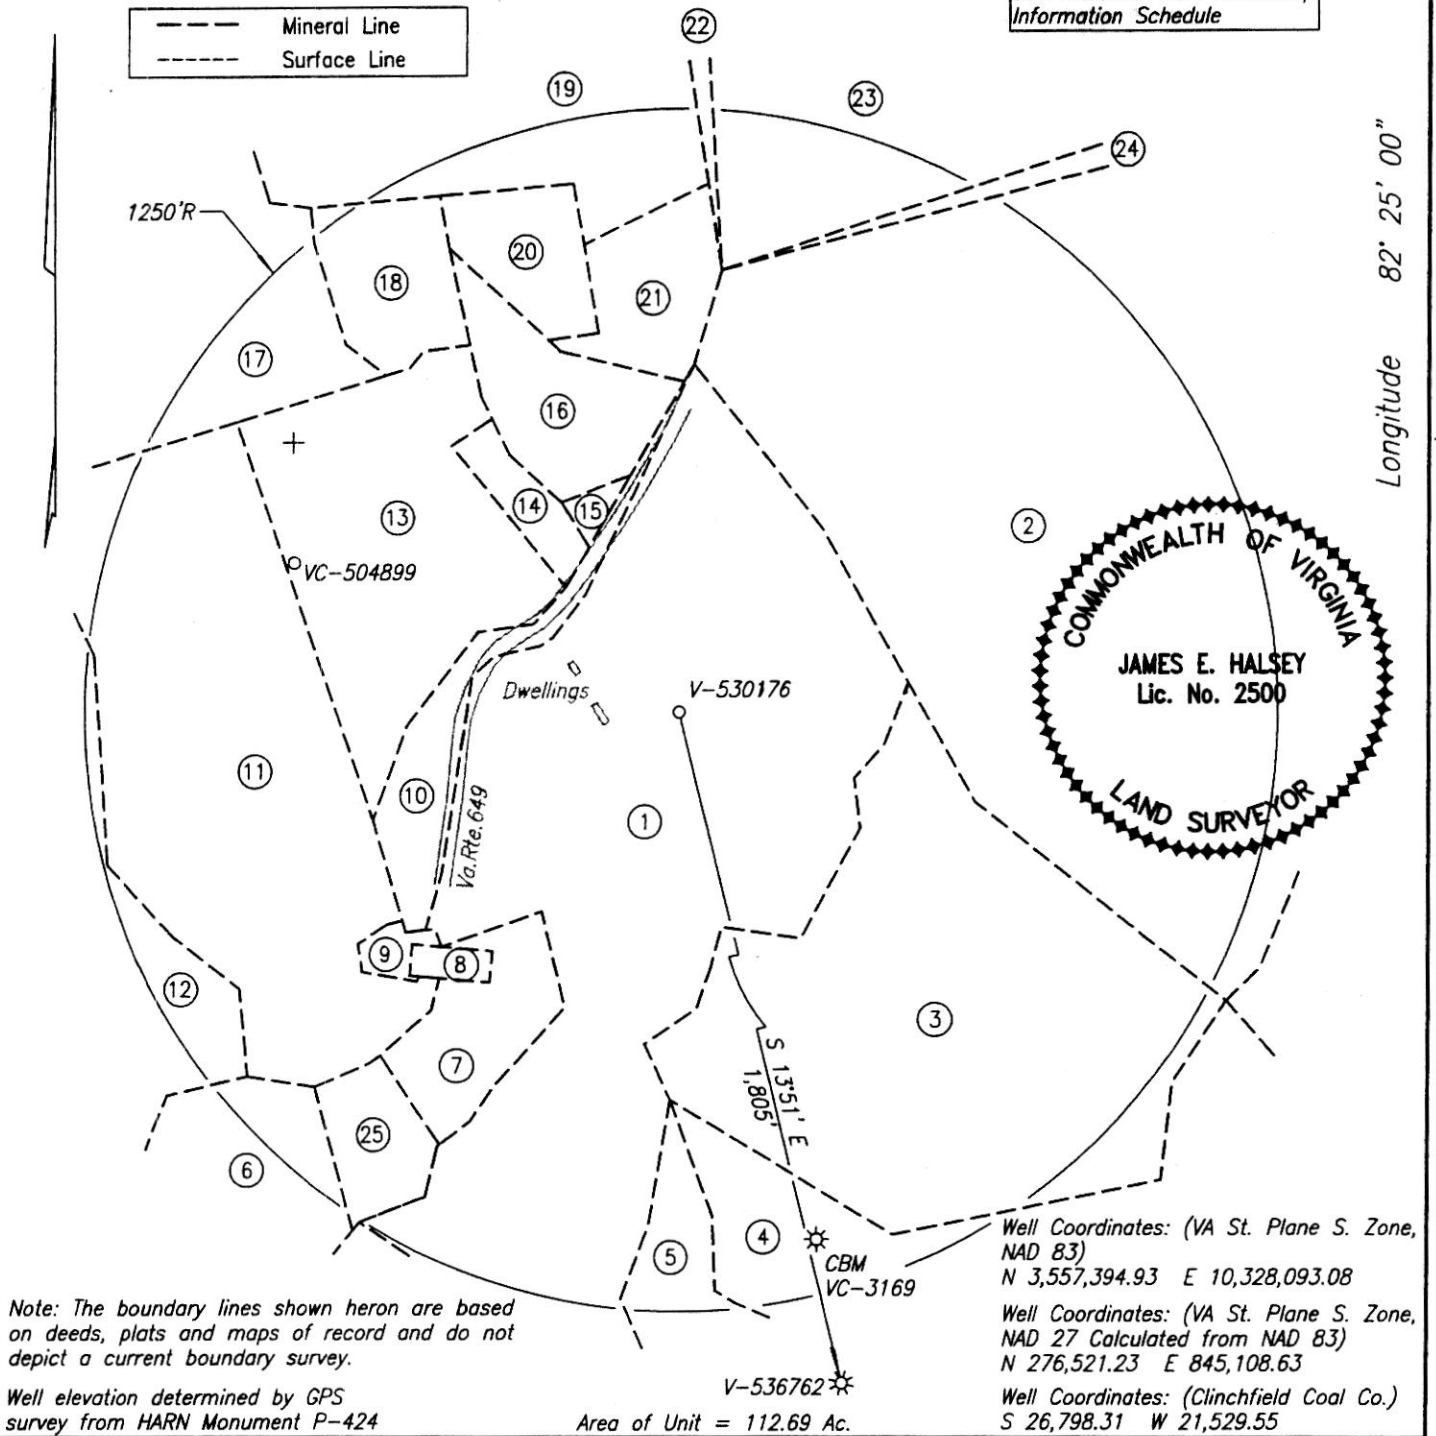 Information Schedule
Mineral Line
Surface Line
22
19
23
24
82° 25' 00"
Longitude
1250'R
20
18
21
17
16
14
15
13
2
VC-504899
COMMONWEALTH OF VIRGINIA
JAMES E. HALSEY
Lic. No. 2500
LAND SURVEYOR
Dwellings
V-530176
11
10
1
Va.Rte.649
9
8
12
3
7
S 13°51' E
1,805'
25
6
5
4
CBM
VC-3169
V-536762
Well Coordinates: (VA St. Plane S. Zone,
NAD 83)
N 3,557,394.93 E 10,328,093.08
Well Coordinates: (VA St. Plane S. Zone,
NAD 27 Calculated from NAD 83)
N 276,521.23 E 845,108.63
Well Coordinates: (Clinchfield Coal Co.)
S 26,798.31 W 21,529.55
Note: The boundary lines shown heron are based
on deeds, plats and maps of record and do not
depict a current boundary survey.
Well elevation determined by GPS
survey from HARN Monument P-424
Area of Unit = 112.69 Ac.